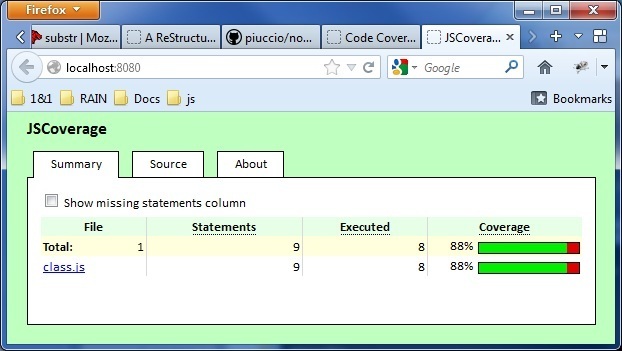 Firefox
substr | Moz...
A ReStructu...
piuccio/no...
Code Cover...
JSCovera...
localhost:8080
Google
1&1
RAIN
Docs
js
Bookmarks
JSCoverage
Summary
Source
About
Show missing statements column
File Statements Executed Coverage
Total: 1 9 8 88%
class.js 9 8 88%